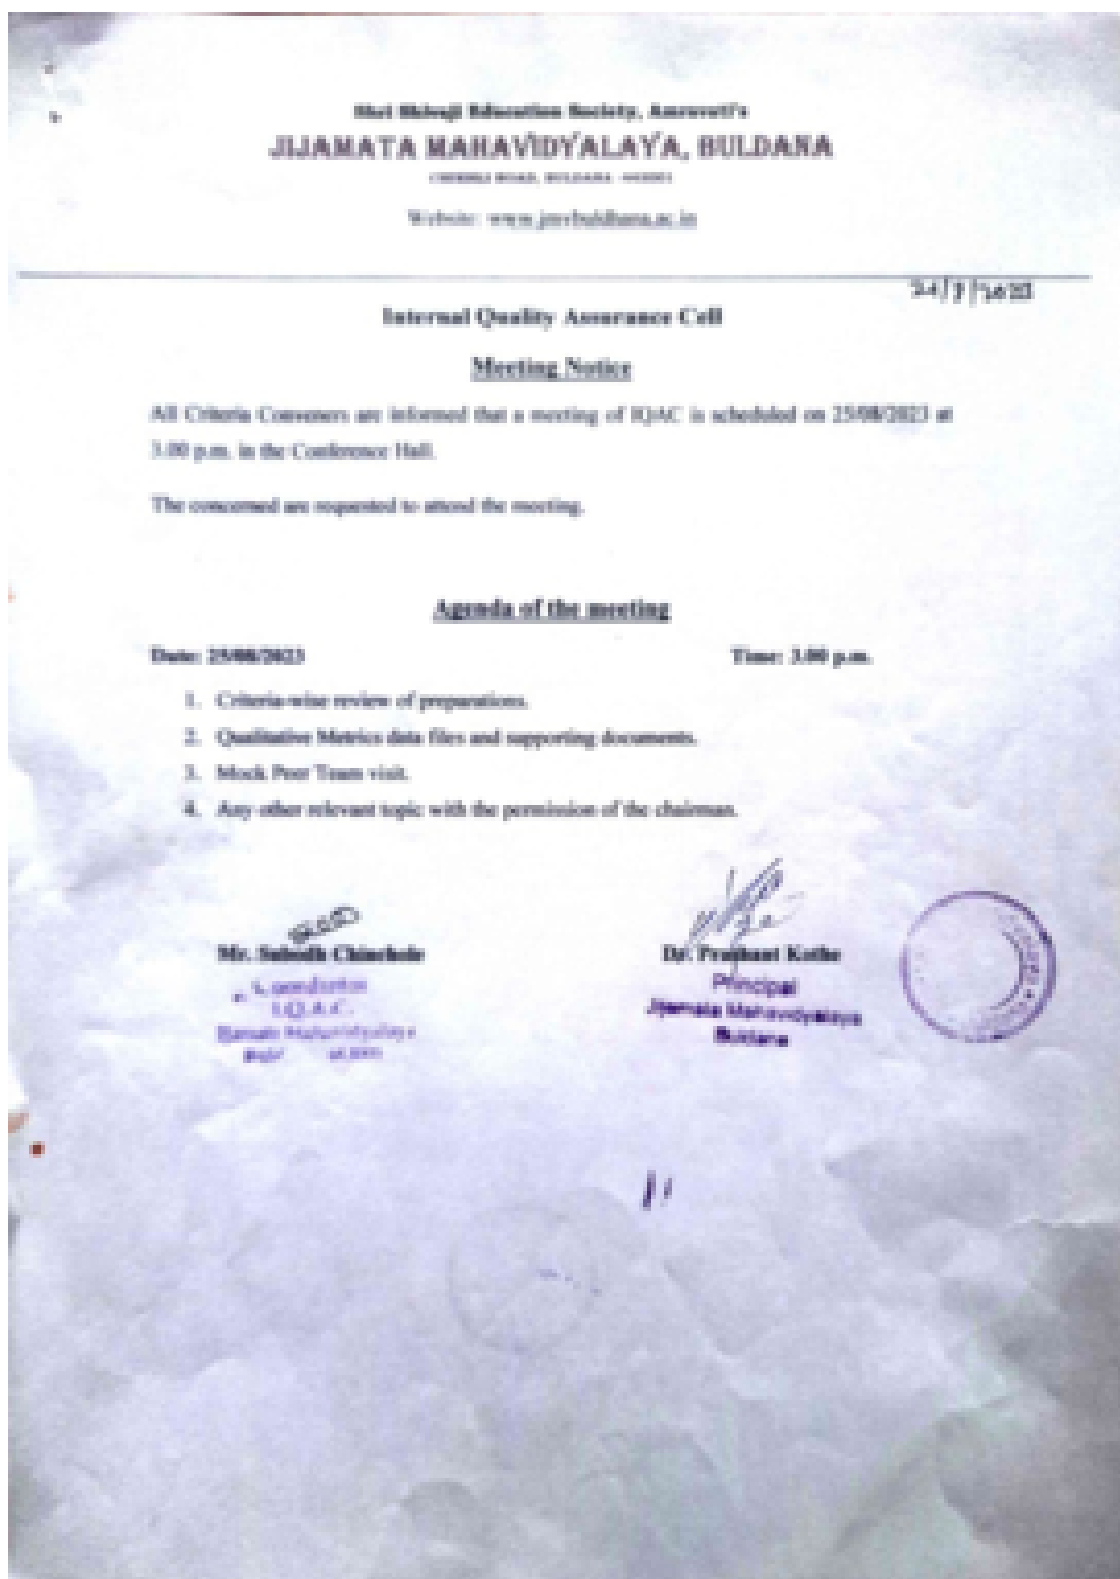 Shri Shivaji Education Society, Amravati's
JIJAMATA MAHAVIDYALAYA, BULDANA
CHIKHLI ROAD, BULDANA
Website: www.jmvbuldhana.ac.in
Internal Quality Assurance Cell
Meeting Notice
All Criteria Conveners are informed that a meeting of IQAC is scheduled on 25/08/2023 at
3.00 p.m. in the Conference Hall.
The concerned are requested to attend the meeting.
Agenda of the meeting
Date: 25/08/2023 Time: 3.00 p.m.
1. Criteria-wise review of preparations.
2. Qualitative Metrics data files and supporting documents.
3. Mock Peer Team visit.
4. Any other relevant topic with the permission of the chairman.
Mr. Subodh Chinchole Dr. Prashant Kothe
Principal
I.Q.A.C. Jijamata Mahavidyalaya
Mahavidyalaya Buldana